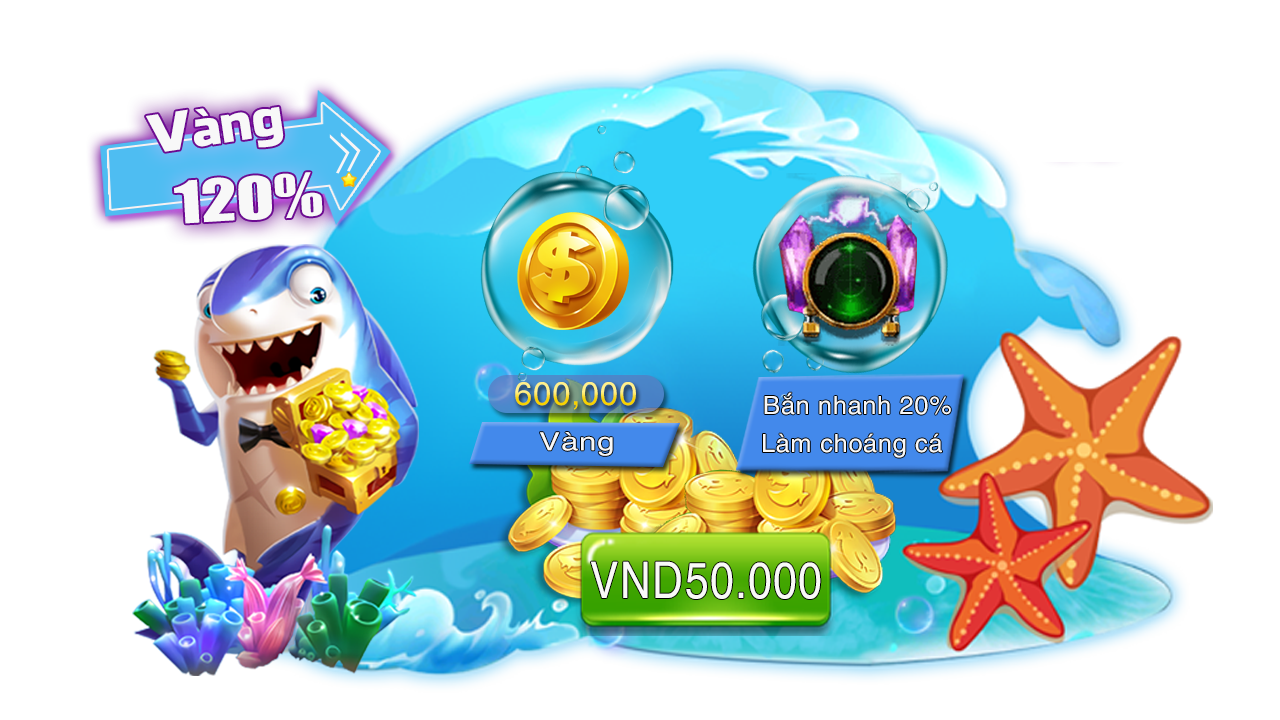 Vàng
120%
600,000
Vàng
Bắn nhanh 20%
Làm choáng cá
VND50.000